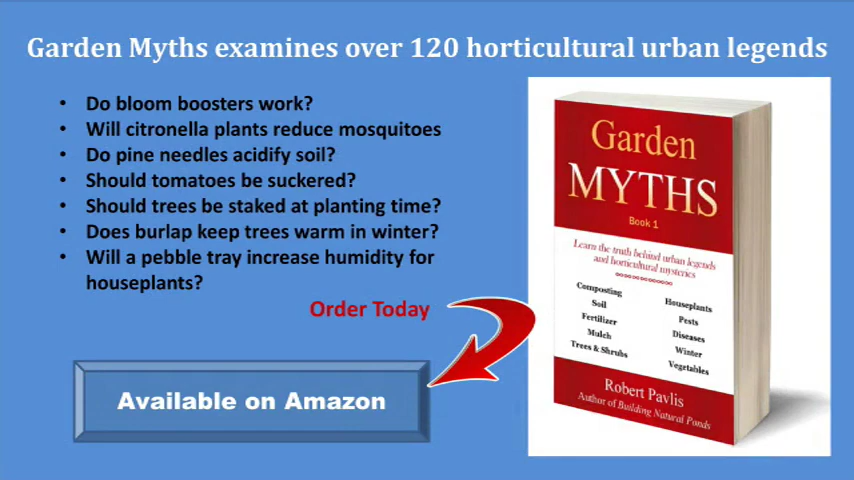 Garden Myths examines over 120 horticultural urban legends
• Do bloom boosters work?
• Will citronella plants reduce mosquitoes
• Do pine needles acidify soil?
• Should tomatoes be suckered?
• Should trees be staked at planting time?
• Does burlap keep trees warm in winter?
• Will a pebble tray increase humidity for
houseplants?
Order Today
Available on Amazon
Garden
MYTHS
Book 1
Learn the truth behind urban legends
and horticultural mysteries
Composting
Soil
Fertilizer
Mulch
Trees & Shrubs
Houseplants
Pests
Diseases
Winter
Vegetables
Robert Pavlis
Author of Building Natural Ponds